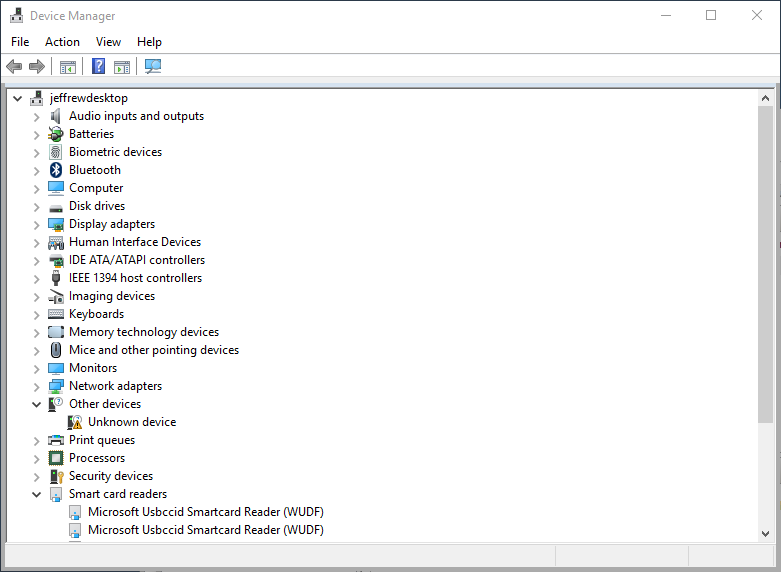 Device Manager
File Action View Help
jeffrewdesktop
Audio inputs and outputs
Batteries
Biometric devices
Bluetooth
Computer
Disk drives
Display adapters
Human Interface Devices
IDE ATA/ATAPI controllers
IEEE 1394 host controllers
Imaging devices
Keyboards
Memory technology devices
Mice and other pointing devices
Monitors
Network adapters
Other devices
Unknown device
Print queues
Processors
Security devices
Smart card readers
Microsoft Usbccid Smartcard Reader (WUDF)
Microsoft Usbccid Smartcard Reader (WUDF)